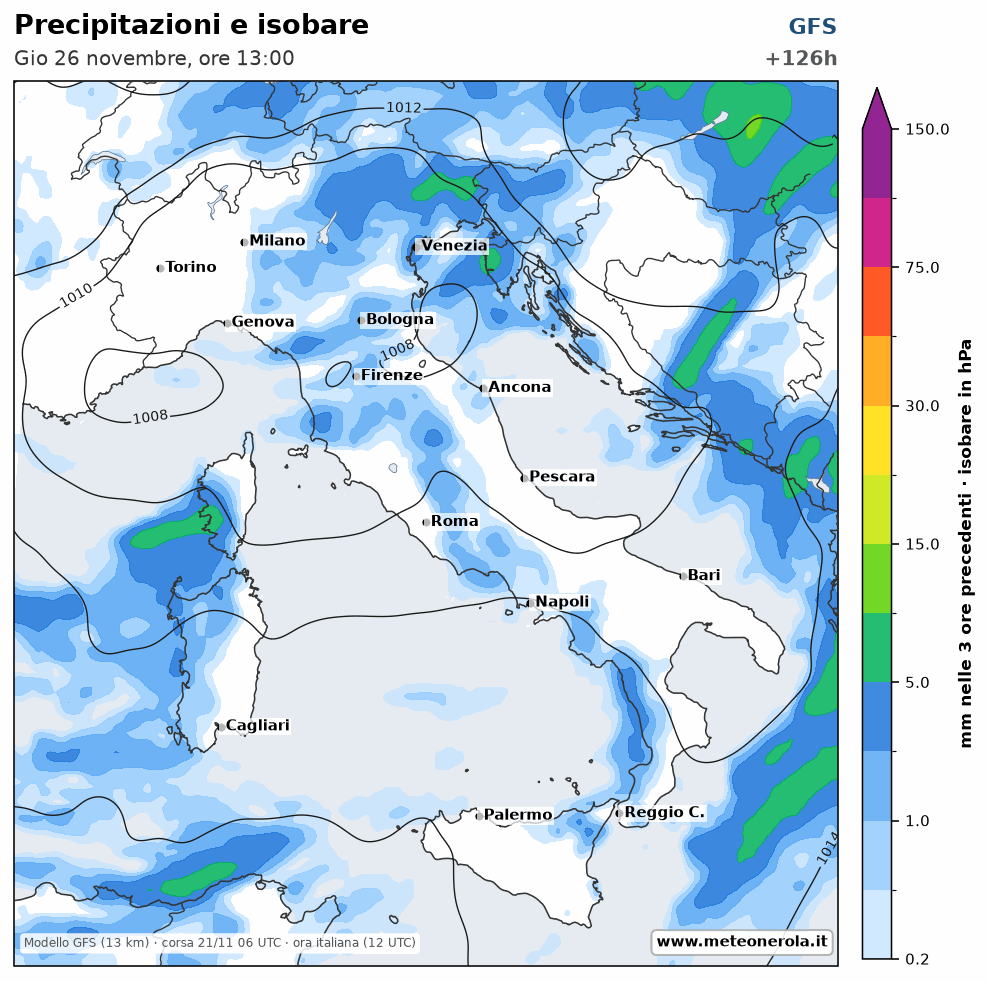 Precipitazioni e isobare
GFS
Gio 26 novembre, ore 13:00
+126h
1012
Milano
Venezia
Torino
1010
Genova
Bologna
1008
Firenze
Ancona
1008
Pescara
Roma
Bari
Napoli
Cagliari
Palermo
Reggio C.
1014
Modello GFS (13 km) · corsa 21/11 06 UTC · ora italiana (12 UTC)
www.meteonerola.it
150.0
75.0
30.0
15.0
5.0
1.0
0.2
mm nelle 3 ore precedenti · isobare in hPa